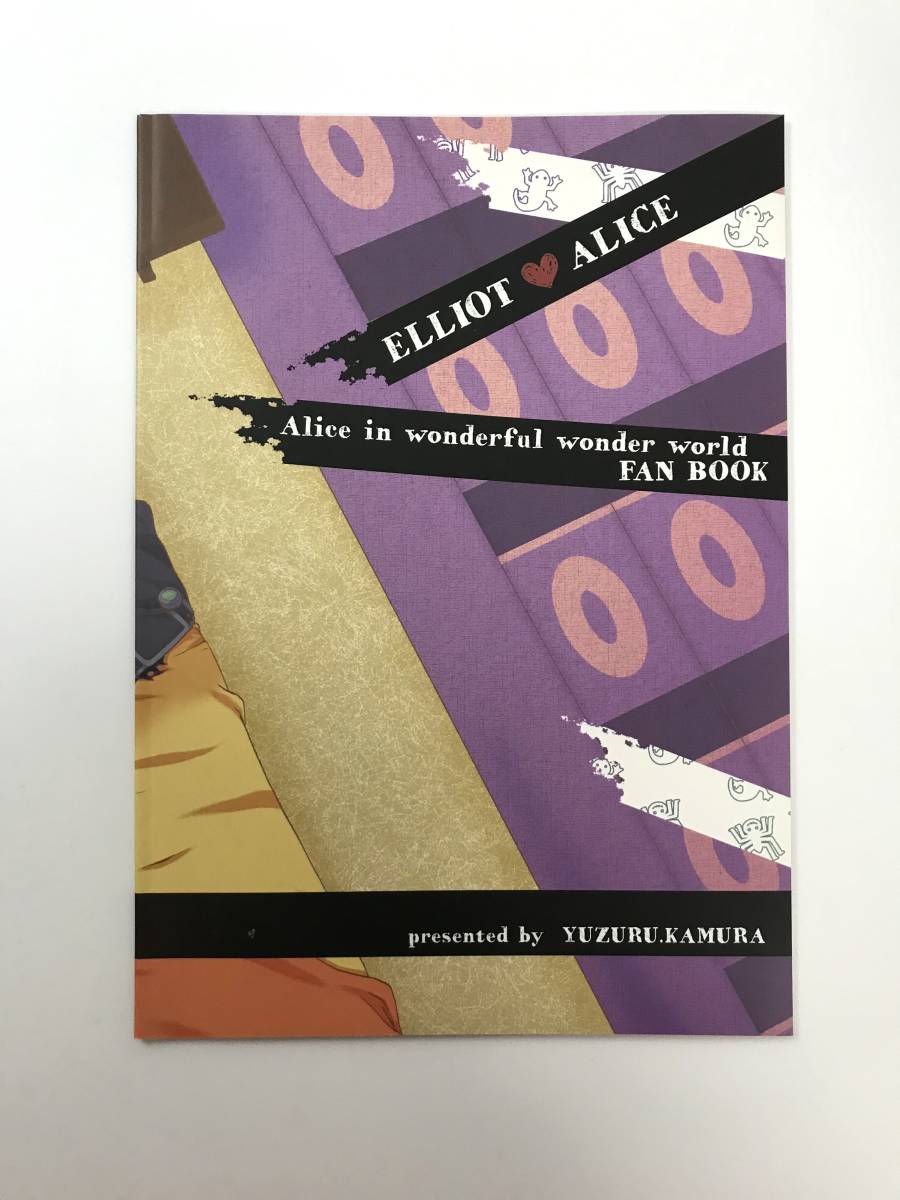 ELLIOT ♥ ALICE
Alice in wonderful wonder world
FAN BOOK
presented by YUZURU.KAMURA